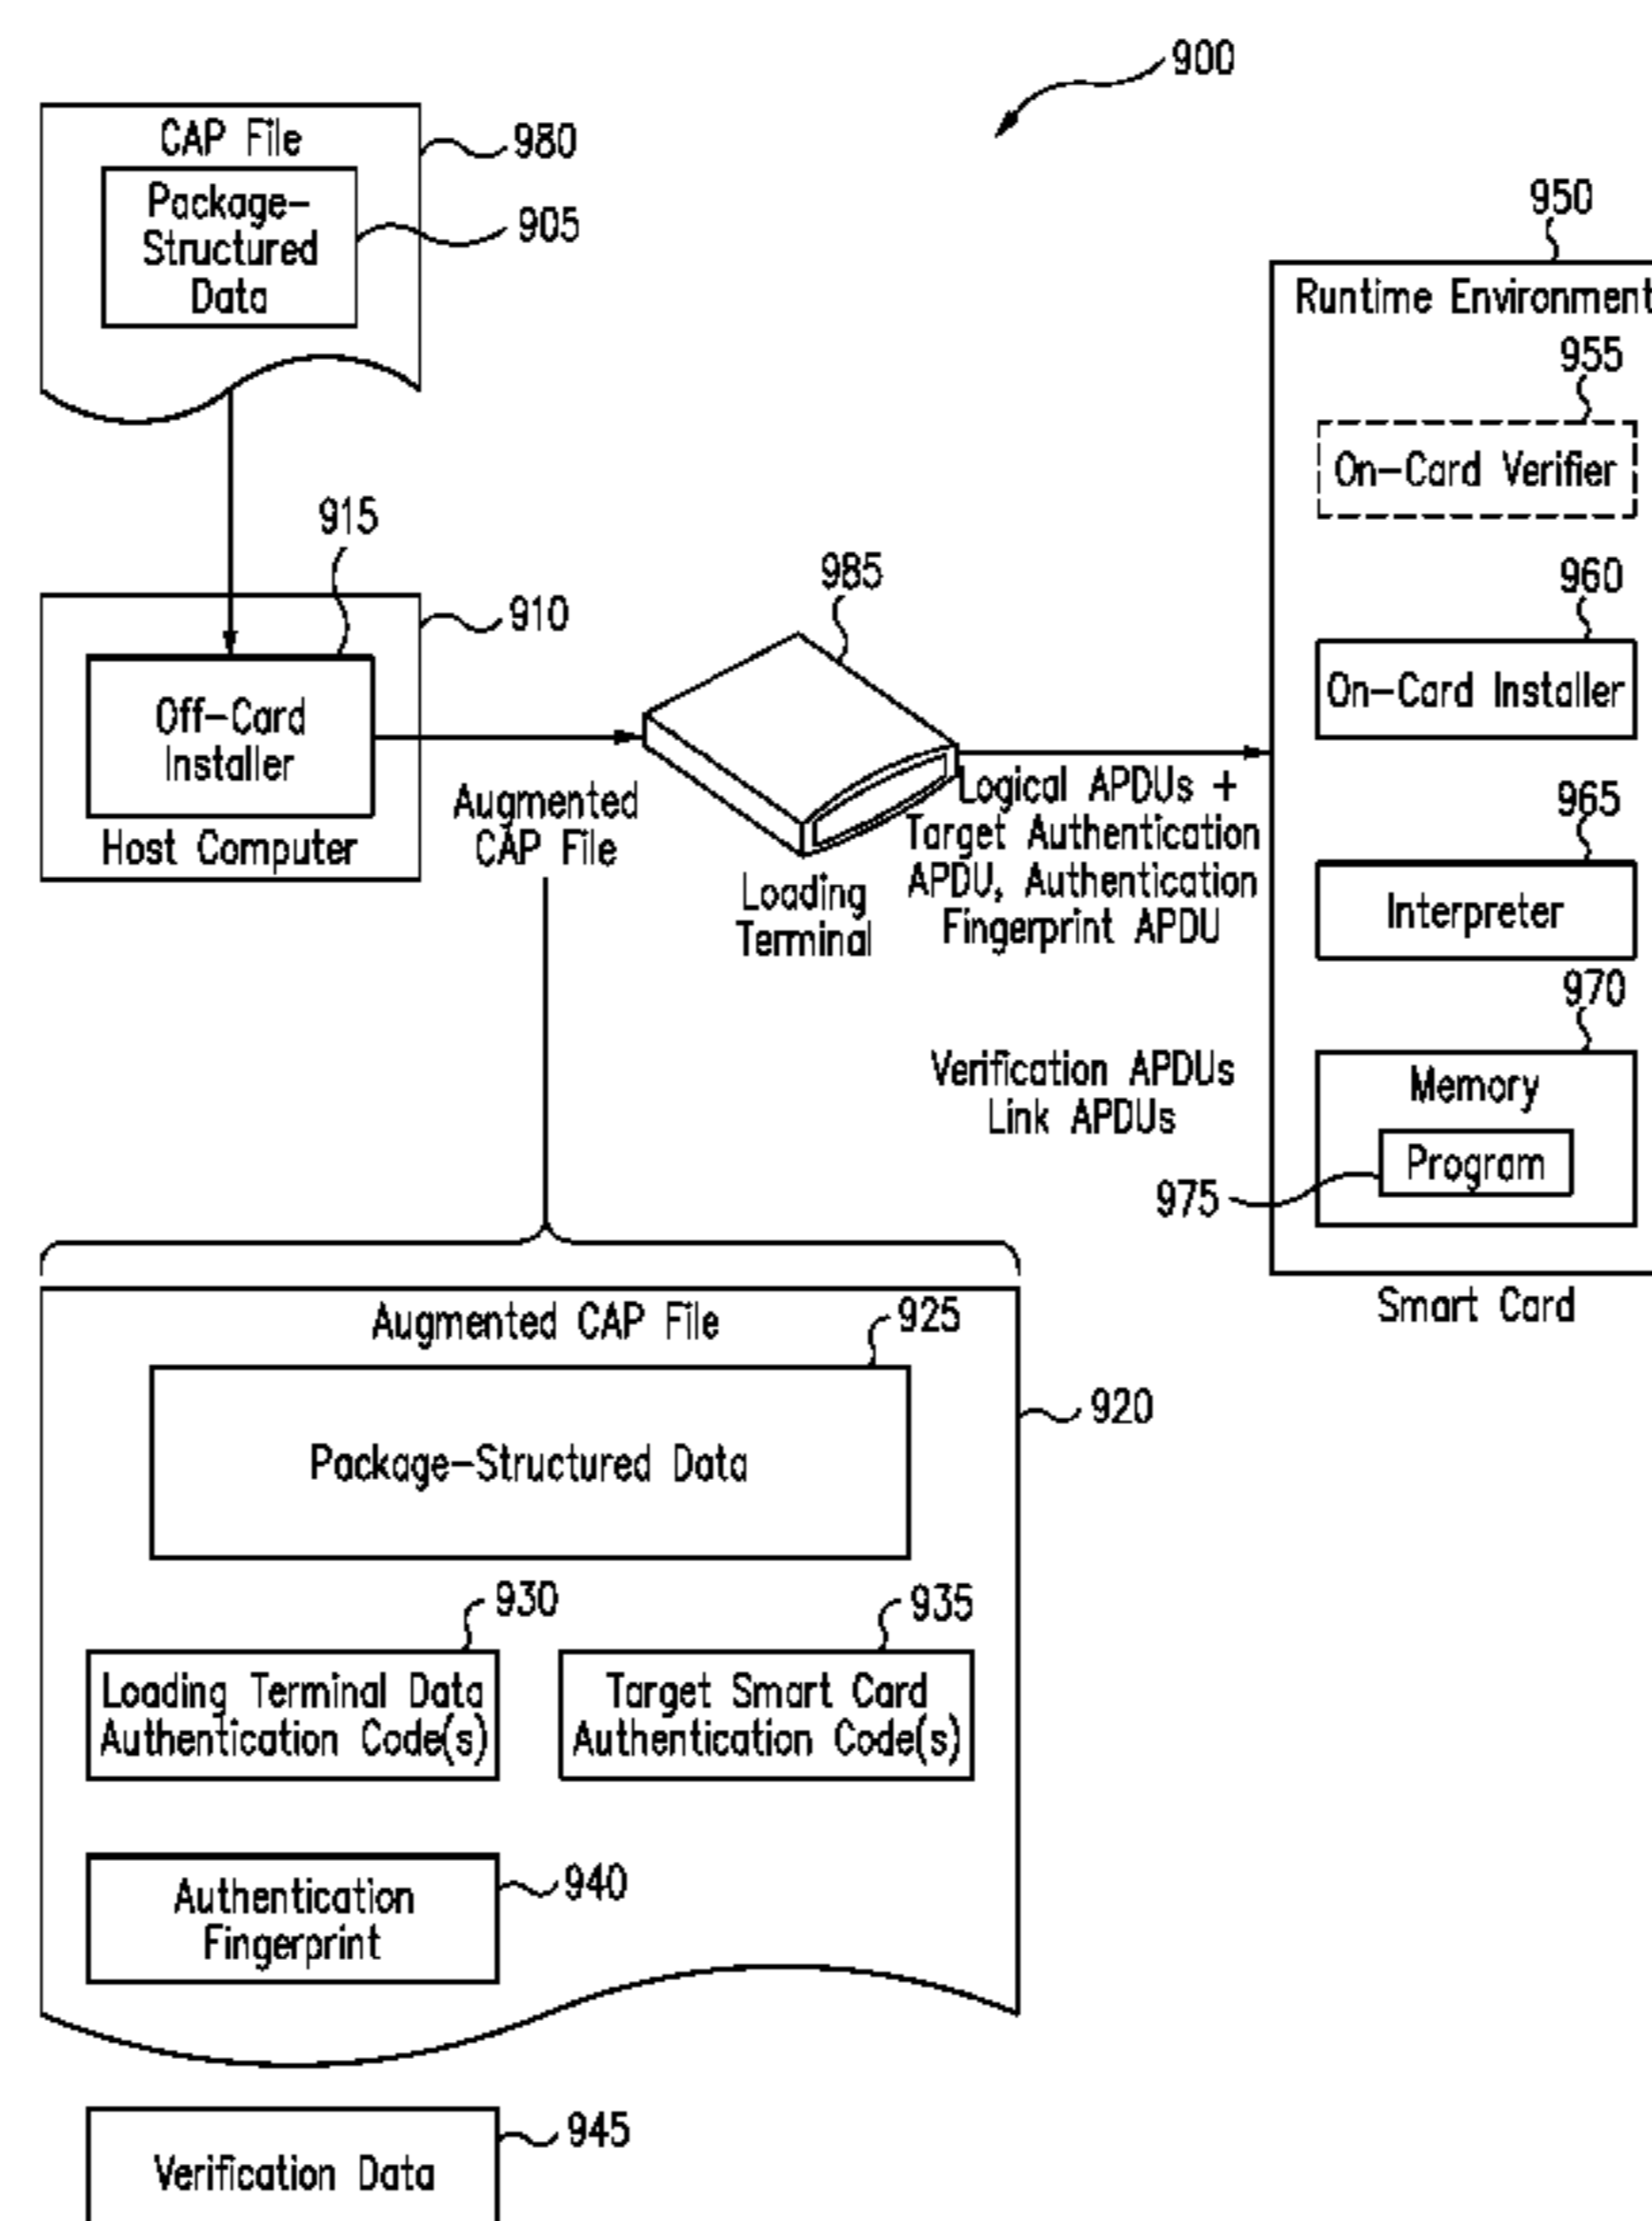 900
CAP File
980
Package-
Structured
Data
905
950
Runtime Environment
955
On-Card Verifier
915
910
Off-Card
Installer
Host Computer
Augmented
CAP File
985
Loading
Terminal
Logical APDUs +
Target Authentication
APDU, Authentication
Fingerprint APDU
960
On-Card Installer
965
Interpreter
970
Memory
Program
975
Verification APDUs
Link APDUs
Smart Card
Augmented CAP File
925
920
Package-Structured Data
930
Loading Terminal Data
Authentication Code(s)
935
Target Smart Card
Authentication Code(s)
940
Authentication
Fingerprint
945
Verification Data